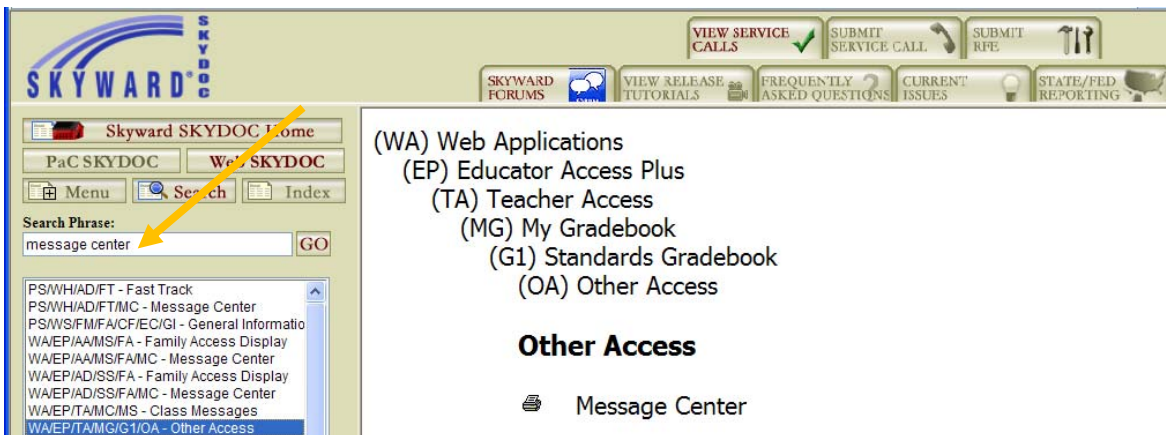 SKYWARD®
SKYDOC
VIEW SERVICE CALLS
SUBMIT SERVICE CALL
SUBMIT RFE
SKYWARD FORUMS
VIEW RELEASE TUTORIALS
FREQUENTLY ASKED QUESTIONS
CURRENT ISSUES
STATE/FED REPORTING
Skyward SKYDOC Home
PaC SKYDOC
Web SKYDOC
Menu
Search
Index
Search Phrase:
message center
GO
PS/WH/AD/FT - Fast Track
PS/WH/AD/FT/MC - Message Center
PS/WS/FM/FA/CF/EC/GI - General Informatio
WA/EP/AA/MS/FA - Family Access Display
WA/EP/AA/MS/FA/MC - Message Center
WA/EP/AD/SS/FA - Family Access Display
WA/EP/AD/SS/FA/MC - Message Center
WA/EP/TA/MC/MS - Class Messages
WA/EP/TA/MG/G1/OA - Other Access
(WA) Web Applications
(EP) Educator Access Plus
(TA) Teacher Access
(MG) My Gradebook
(G1) Standards Gradebook
(OA) Other Access
Other Access
Message Center